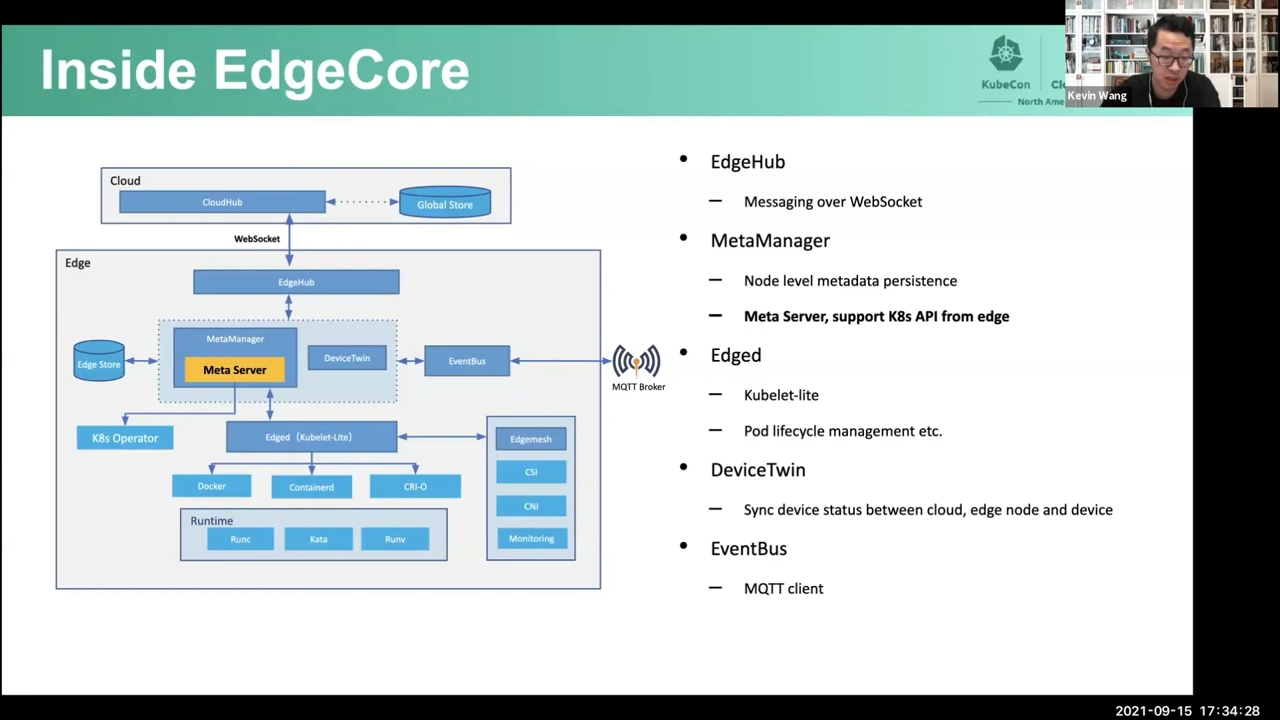 Inside EdgeCore
KubeCon
North Ame
Kevin Wang
Cloud
CloudHub
Global Store
WebSocket
Edge
EdgeHub
MetaManager
Meta Server
DeviceTwin
Edge Store
EventBus
MQTT Broker
K8s Operator
Edged (Kubelet-Lite)
Edgemesh
CSI
CNI
Monitoring
Docker
Containerd
CRI-O
Runtime
Runc
Kata
Runv
• EdgeHub
— Messaging over WebSocket
• MetaManager
— Node level metadata persistence
— Meta Server, support K8s API from edge
• Edged
— Kubelet-lite
— Pod lifecycle management etc.
• DeviceTwin
— Sync device status between cloud, edge node and device
• EventBus
— MQTT client
2021-09-15 17:34:28